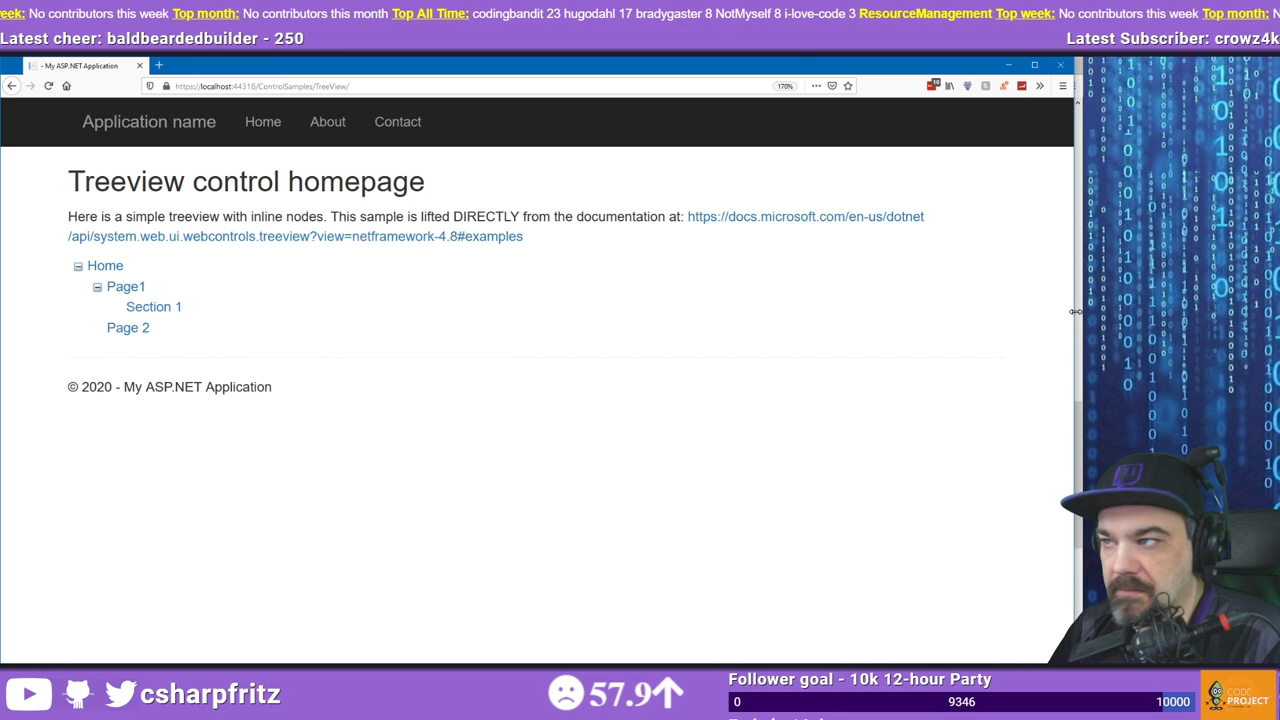 week: No contributors this week Top month: No contributors this month Top All Time: codingbandit 23 hugodahl 17 bradygaster 8 NotMyself 8 i-love-code 3 ResourceManagement Top week: No contributors this week Top month:
Latest cheer: baldbeardedbuilder - 250
Latest Subscriber: crowz4k
- My ASP.NET Application
https://localhost:44318/ControlSamples/TreeView/
170%
Application name Home About Contact
Treeview control homepage
Here is a simple treeview with inline nodes. This sample is lifted DIRECTLY from the documentation at: https://docs.microsoft.com/en-us/dotnet
/api/system.web.ui.webcontrols.treeview?view=netframework-4.8#examples
Home
Page1
Section 1
Page 2
© 2020 - My ASP.NET Application
csharpfritz
57.9
Follower goal - 10k 12-hour Party
0 9346 10000
CODE
PROJECT